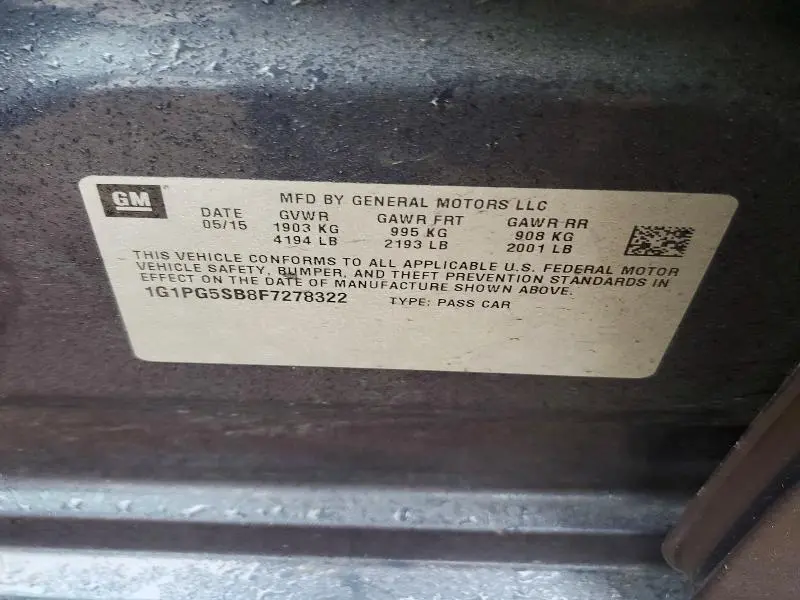 GM
MFD BY GENERAL MOTORS LLC
DATE GVWR GAWR FRT GAWR RR
05/15 1903 KG 995 KG 908 KG
4194 LB 2193 LB 2001 LB
THIS VEHICLE CONFORMS TO ALL APPLICABLE U.S. FEDERAL MOTOR
VEHICLE SAFETY, BUMPER, AND THEFT PREVENTION STANDARDS IN
EFFECT ON THE DATE OF MANUFACTURE SHOWN ABOVE.
1G1PG5SB8F7278322 TYPE: PASS CAR